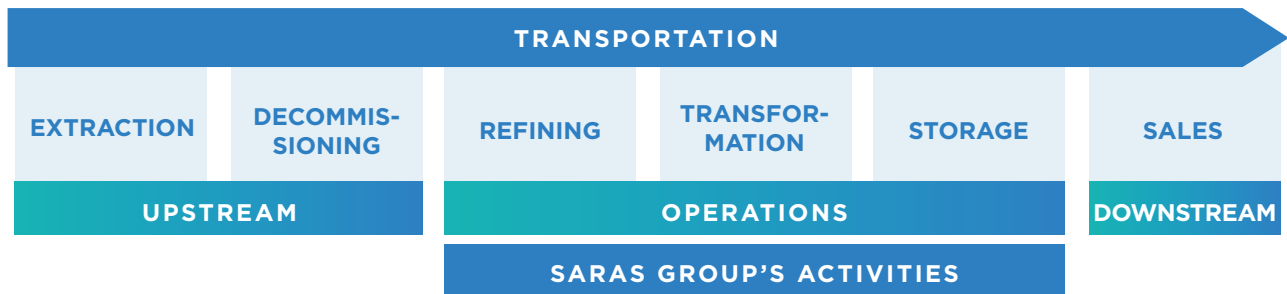 TRANSPORTATION
EXTRACTION
DECOMMIS-
SIONING
REFINING
TRANSFOR-
MATION
STORAGE
SALES
UPSTREAM
OPERATIONS
DOWNSTREAM
SARAS GROUP'S ACTIVITIES